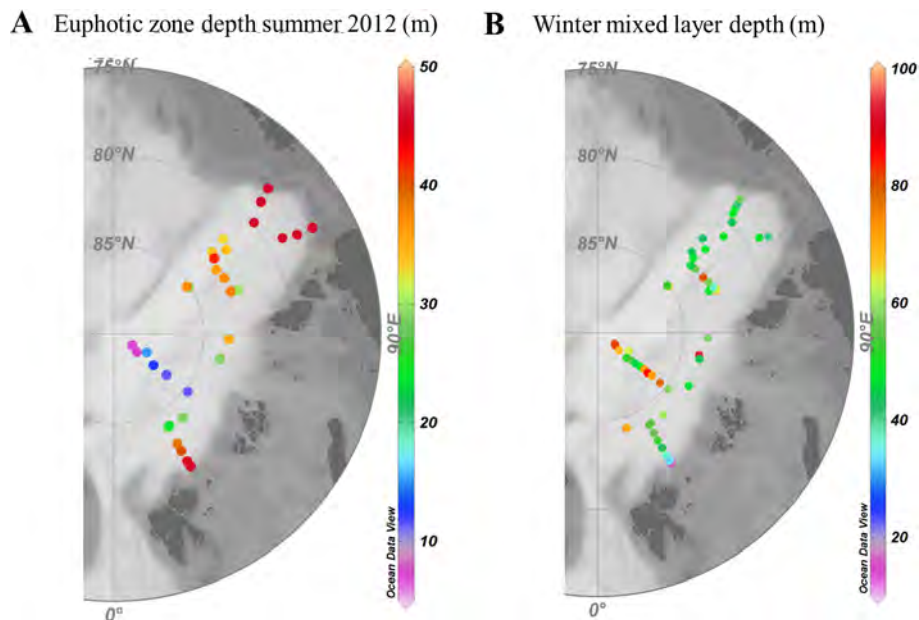 A Euphotic zone depth summer 2012 (m)
75°N
80°N
85°N
90°E
0°
50
40
30
20
10
Ocean Data View
B Winter mixed layer depth (m)
75°N
80°N
85°N
90°E
0°
100
80
60
40
20
Ocean Data View